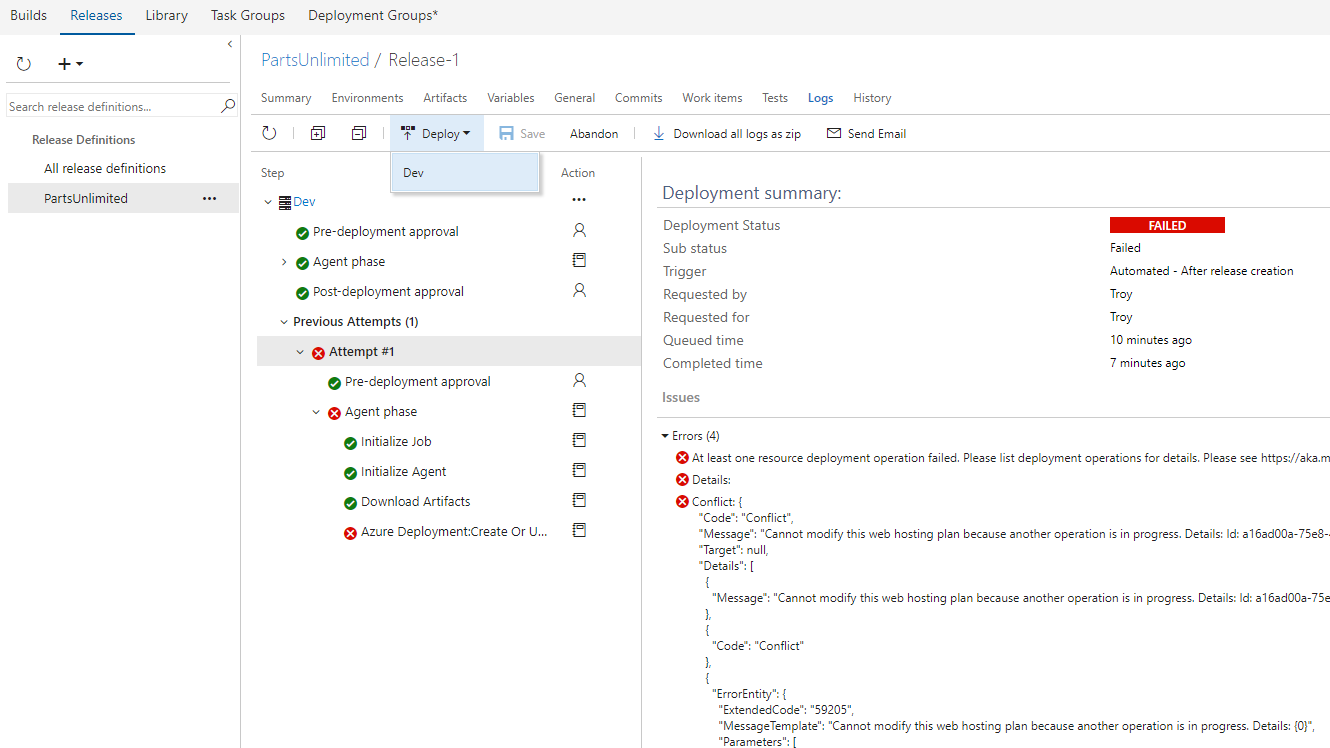 Builds Releases Library Task Groups Deployment Groups*
PartsUnlimited / Release-1
Search release definitions...
Release Definitions
All release definitions
PartsUnlimited ...
Summary Environments Artifacts Variables General Commits Work items Tests Logs History
Deploy Save Abandon Download all logs as zip Send Email
Dev
Step Action
Dev ...
Pre-deployment approval
Agent phase
Post-deployment approval
Previous Attempts (1)
Attempt #1
Pre-deployment approval
Agent phase
Initialize Job
Initialize Agent
Download Artifacts
Azure Deployment:Create Or U...
Deployment summary:
Deployment Status FAILED
Sub status Failed
Trigger Automated - After release creation
Requested by Troy
Requested for Troy
Queued time 10 minutes ago
Completed time 7 minutes ago
Issues
Errors (4)
At least one resource deployment operation failed. Please list deployment operations for details. Please see https://aka.m
Details:
Conflict: {
"Code": "Conflict",
"Message": "Cannot modify this web hosting plan because another operation is in progress. Details: Id: a16ad00a-75e8-
"Target": null,
"Details": [
{
"Message": "Cannot modify this web hosting plan because another operation is in progress. Details: Id: a16ad00a-75e
},
{
"Code": "Conflict"
},
{
"ErrorEntity": {
"ExtendedCode": "59205",
"MessageTemplate": "Cannot modify this web hosting plan because another operation is in progress. Details: {0}",
"Parameters": [